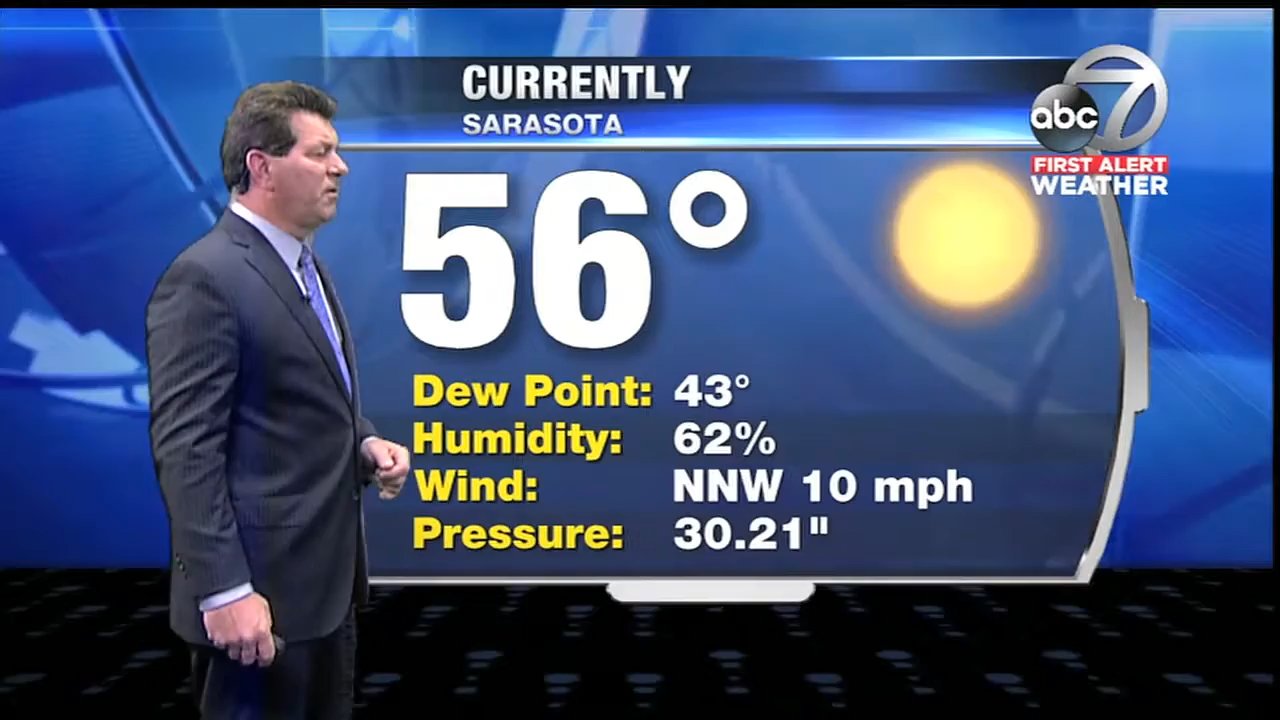 CURRENTLY
SARASOTA
abc 7
FIRST ALERT
WEATHER
56°
Dew Point: 43°
Humidity: 62%
Wind: NNW 10 mph
Pressure: 30.21"